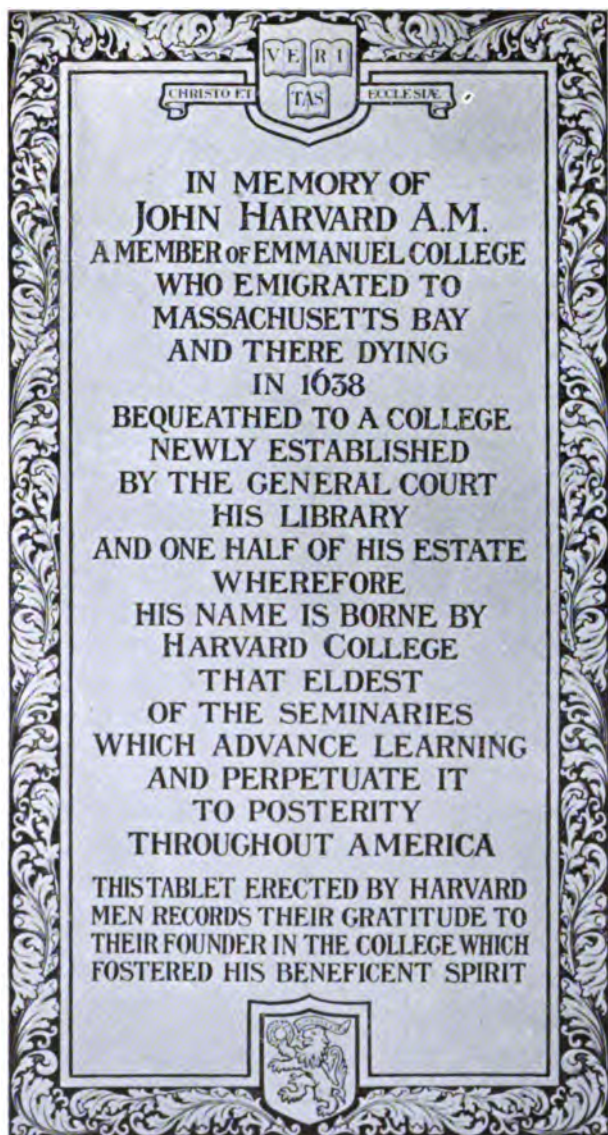 VE RI
TAS
CHRISTO ET ECCLESIÆ
IN MEMORY OF
JOHN HARVARD A.M.
A MEMBER OF EMMANUEL COLLEGE
WHO EMIGRATED TO
MASSACHUSETTS BAY
AND THERE DYING
IN 1638
BEQUEATHED TO A COLLEGE
NEWLY ESTABLISHED
BY THE GENERAL COURT
HIS LIBRARY
AND ONE HALF OF HIS ESTATE
WHEREFORE
HIS NAME IS BORNE BY
HARVARD COLLEGE
THAT ELDEST
OF THE SEMINARIES
WHICH ADVANCE LEARNING
AND PERPETUATE IT
TO POSTERITY
THROUGHOUT AMERICA
THIS TABLET ERECTED BY HARVARD
MEN RECORDS THEIR GRATITUDE TO
THEIR FOUNDER IN THE COLLEGE WHICH
FOSTERED HIS BENEFICENT SPIRIT